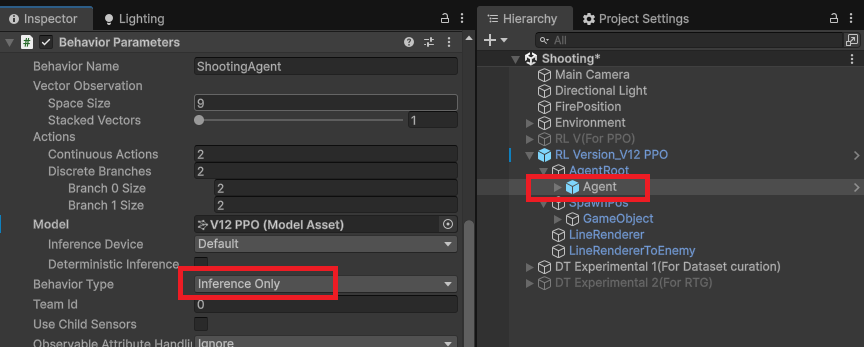 Inspector
Lighting
Behavior Parameters
Behavior Name ShootingAgent
Vector Observation
Space Size 9
Stacked Vectors 1
Actions
Continuous Actions 2
Discrete Branches 2
Branch 0 Size 2
Branch 1 Size 2
Model V12 PPO (Model Asset)
Inference Device Default
Deterministic Inference
Behavior Type Inference Only
Team Id 0
Use Child Sensors
Observable Attribute Handli Ignore
Hierarchy
Project Settings
All
Shooting*
Main Camera
Directional Light
FirePosition
Environment
RL V(For PPO)
RL Version_V12 PPO
AgentRoot
Agent
SpawnPos
GameObject
LineRenderer
LineRendererToEnemy
DT Experimental 1(For Dataset curation)
DT Experimental 2(For RTG)